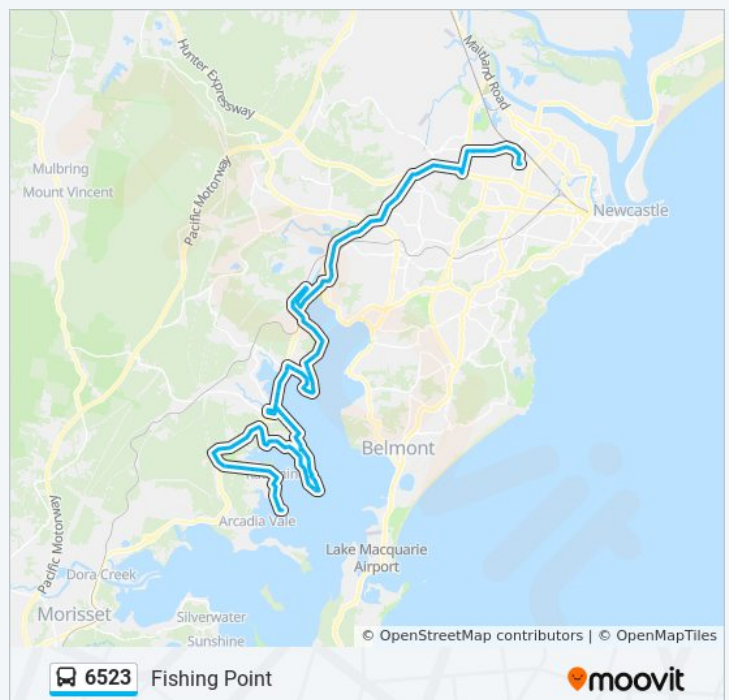 Maitland Road
Hunter Expressway
Mulbring
Mount Vincent
Pacific Motorway
Newcastle
Belmont
Arcadia Vale
Pacific Motorway
Lake Macquarie
Airport
Dora Creek
Morisset
Silverwater
Sunshine
© OpenStreetMap contributors | © OpenMapTiles
6523 Fishing Point
moovit